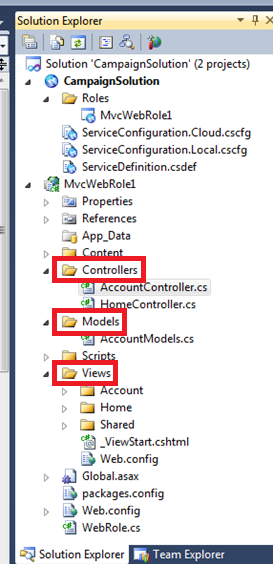 Solution Explorer
Solution 'CampaignSolution' (2 projects)
CampaignSolution
Roles
MvcWebRole1
ServiceConfiguration.Cloud.cscfg
ServiceConfiguration.Local.cscfg
ServiceDefinition.csdef
MvcWebRole1
Properties
References
App_Data
Content
Controllers
AccountController.cs
HomeController.cs
Models
AccountModels.cs
Scripts
Views
Account
Home
Shared
_ViewStart.cshtml
Web.config
Global.asax
packages.config
Web.config
WebRole.cs
Solution Explorer Team Explorer